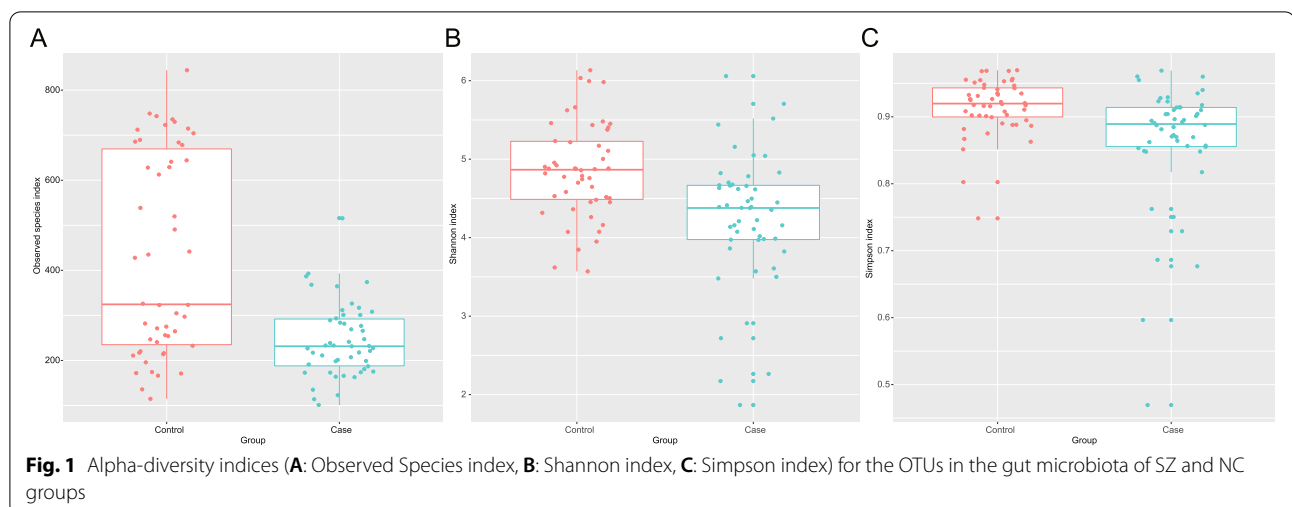 A
B
C
Observed species index
800
600
400
200
Control
Case
Group
Shannon index
6
5
4
3
2
Control
Case
Group
Simpson index
0.9
0.8
0.7
0.6
0.5
Control
Case
Group
Fig. 1 Alpha-diversity indices (A: Observed Species index, B: Shannon index, C: Simpson index) for the OTUs in the gut microbiota of SZ and NC
groups